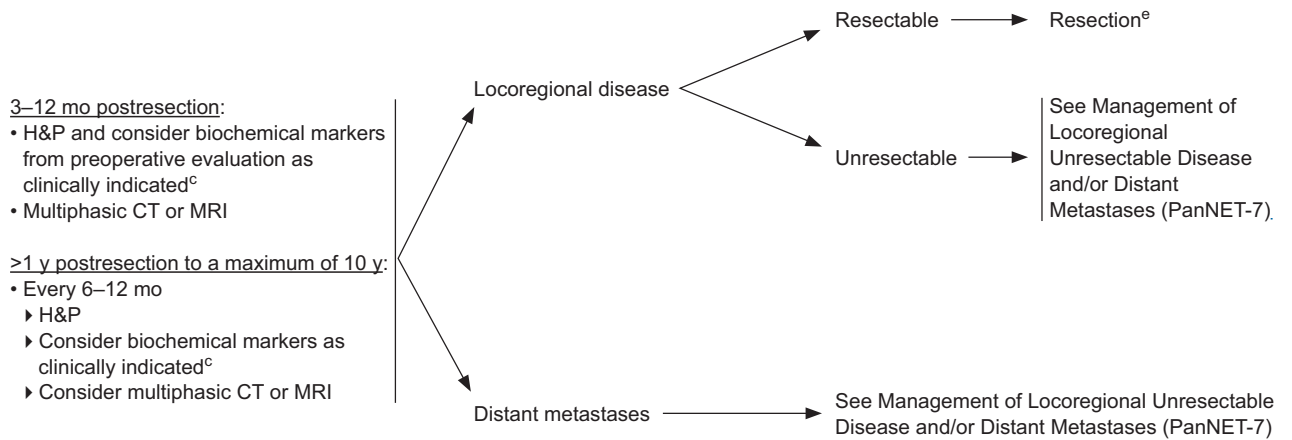 3–12 mo postresection:
• H&P and consider biochemical markers
from preoperative evaluation as
clinically indicatedᶜ
• Multiphasic CT or MRI
>1 y postresection to a maximum of 10 y:
• Every 6–12 mo
▸ H&P
▸ Consider biochemical markers as
clinically indicatedᶜ
▸ Consider multiphasic CT or MRI
Locoregional disease
Resectable
Resectionᵉ
Unresectable
See Management of
Locoregional
Unresectable Disease
and/or Distant
Metastases (PanNET-7).
Distant metastases
See Management of Locoregional Unresectable
Disease and/or Distant Metastases (PanNET-7)